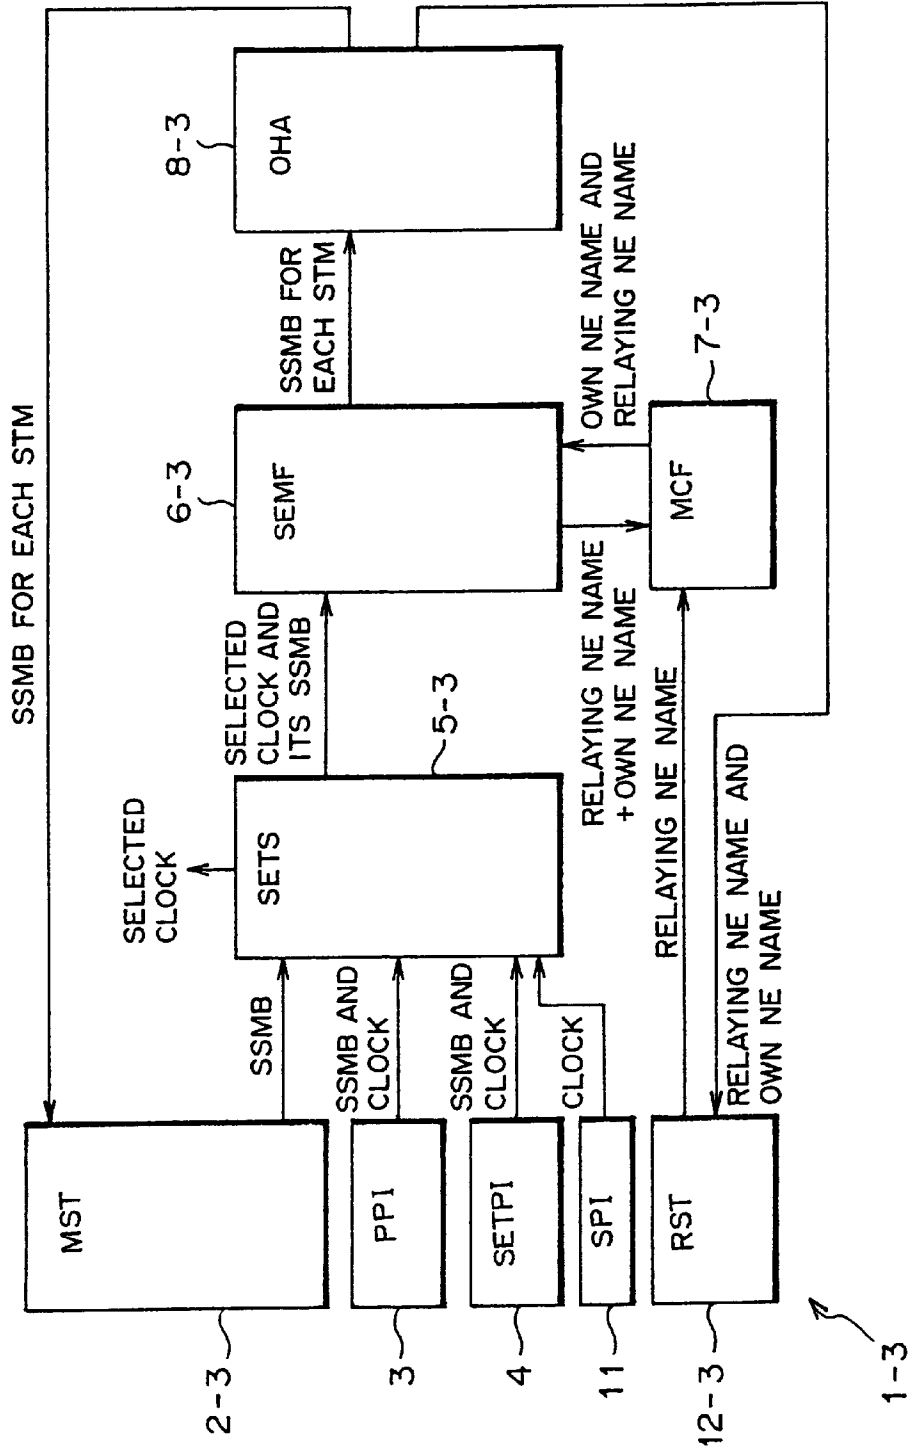 SSMB FOR EACH STM
2-3
MST
SSMB
3
PPI
SSMB AND
CLOCK
4
SETPI
SSMB AND
CLOCK
11
SPI
CLOCK
12-3
RST
RELAYING NE NAME
RELAYING NE NAME AND
OWN NE NAME
1-3
SELECTED
CLOCK
SETS
5-3
SELECTED
CLOCK AND
ITS SSMB
6-3
SEMF
RELAYING NE NAME
+OWN NE NAME
OWN NE NAME AND
RELAYING NE NAME
MCF
7-3
SSMB FOR
EACH STM
8-3
OHA